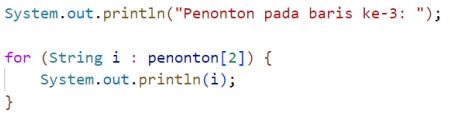 System.out.println("Penonton pada baris ke-3: ");
for (String i : penonton[2]) {
System.out.println(i);
}